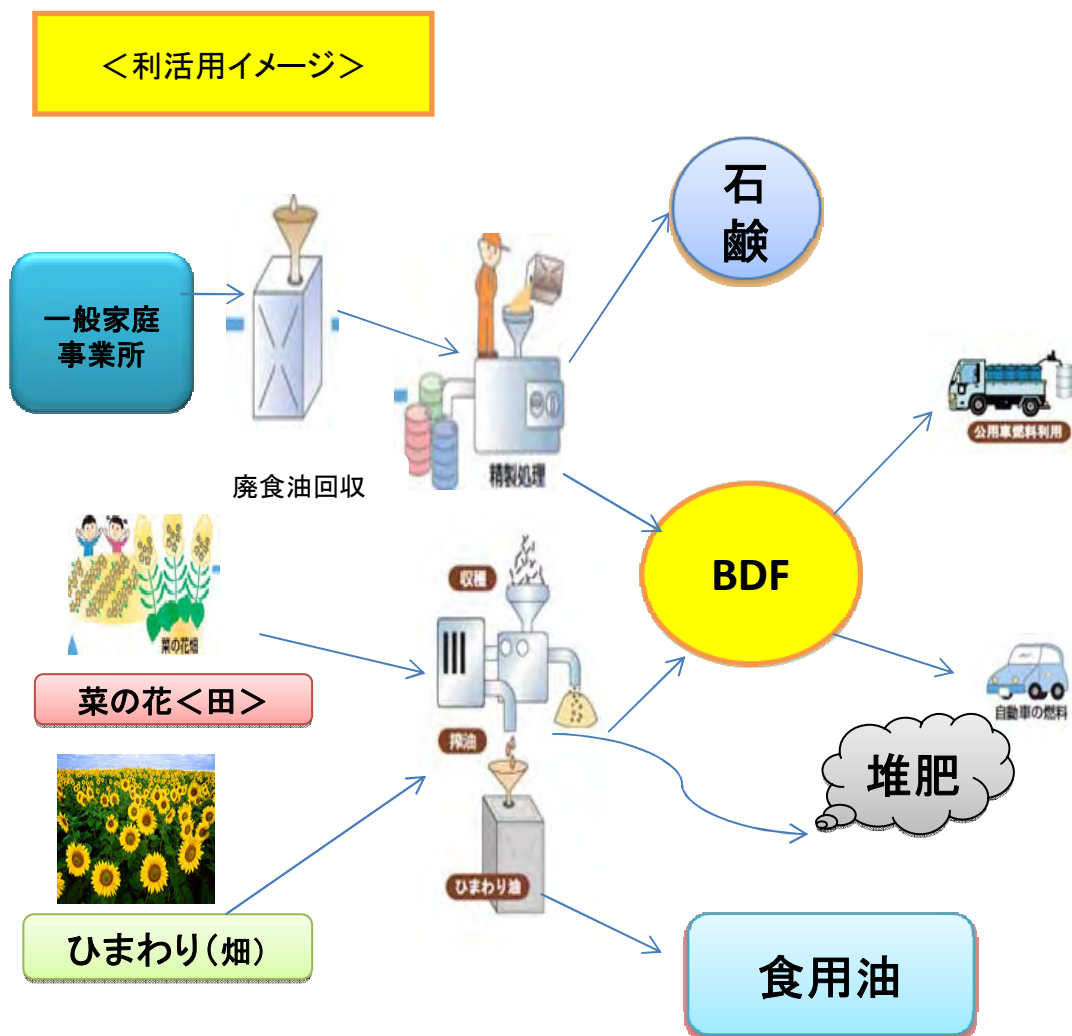 ＜利活用イメージ＞
石
鹸
一般家庭
事業所
精製処理
公用車燃料利用
廃食油回収
収穫
BDF
菜の花畑
菜の花＜田＞
自動車の燃料
搾油
堆肥
ひまわり油
ひまわり（畑）
食用油